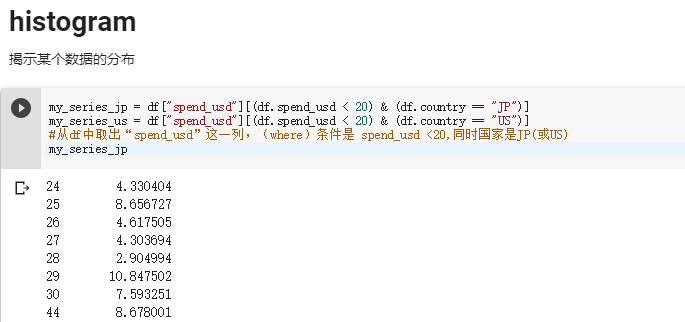 histogram
揭示某个数据的分布
my_series_jp = df["spend_usd"][(df.spend_usd < 20) & (df.country == "JP")]
my_series_us = df["spend_usd"][(df.spend_usd < 20) & (df.country == "US")]
#从df中取出“spend_usd”这一列，（where）条件是 spend_usd <20,同时国家是JP(或US)
my_series_jp
24 4.330404
25 8.656727
26 4.617505
27 4.303694
28 2.904994
29 10.847502
30 7.593251
44 8.678001